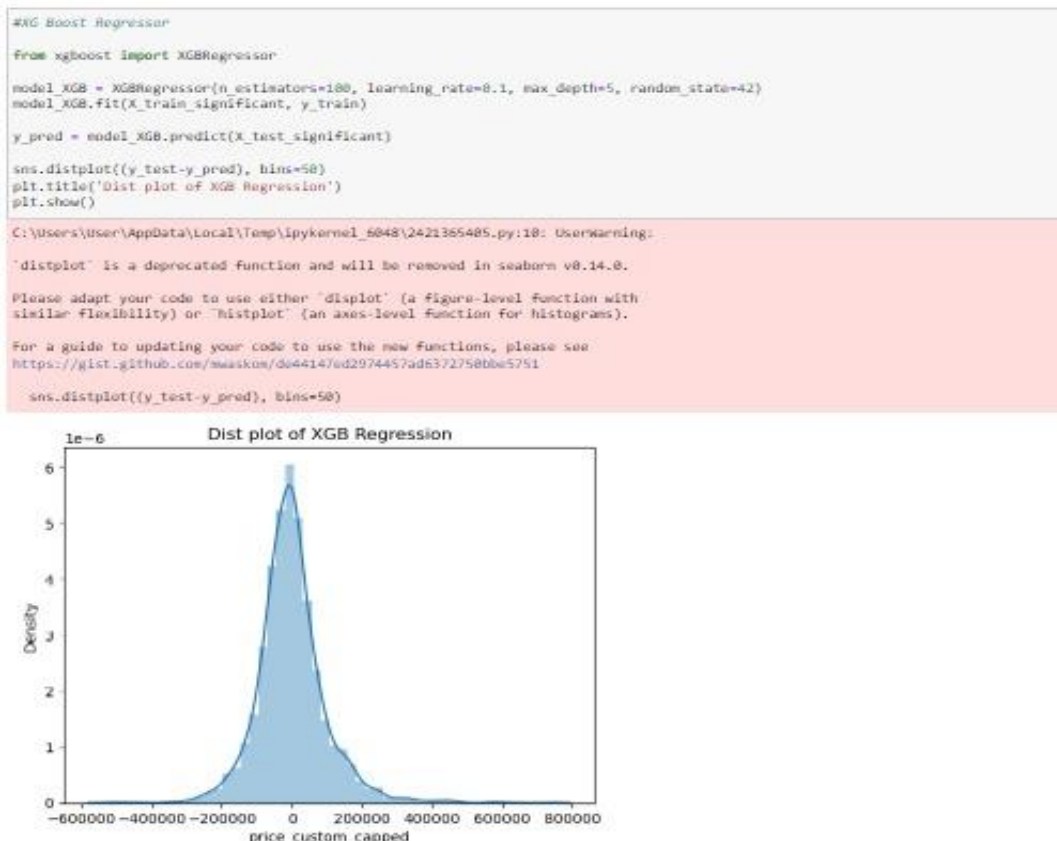 #XG Boost Regressor
from xgboost import XGBRegressor
model_XGB = XGBRegressor(n_estimators=100, learning_rate=0.1, max_depth=5, random_state=42)
model_XGB.fit(X_train_significant, y_train)
y_pred = model_XGB.predict(X_test_significant)
sns.distplot((y_test-y_pred), bins=50)
plt.title('Dist plot of XGB Regression')
plt.show()
C:\Users\User\AppData\Local\Temp\ipykernel_6048\2421365405.py:10: UserWarning:
`distplot` is a deprecated function and will be removed in seaborn v0.14.0.
Please adapt your code to use either `displot` (a figure-level function with
similar flexibility) or `histplot` (an axes-level function for histograms).
For a guide to updating your code to use the new functions, please see
https://gist.github.com/mwaskom/de44147ed2974457ad6372750bbe5751
sns.distplot((y_test-y_pred), bins=50)
1e-6
Dist plot of XGB Regression
6
5
4
3
2
1
0
Density
−600000 −400000 −200000 0 200000 400000 600000 800000
price_custom_capped